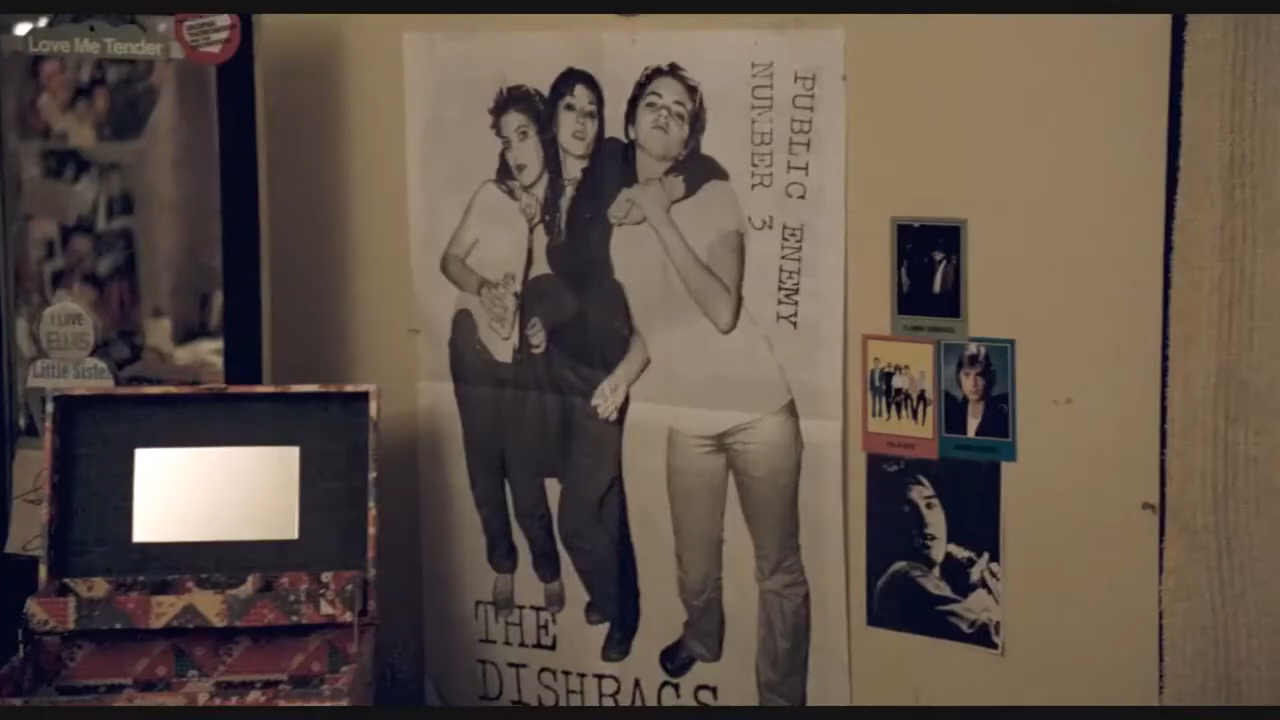 Love Me Tender
I Love
ELVIS
Little Sister
PUBLIC ENEMY
NUMBER 3
THE
DISHRAGS